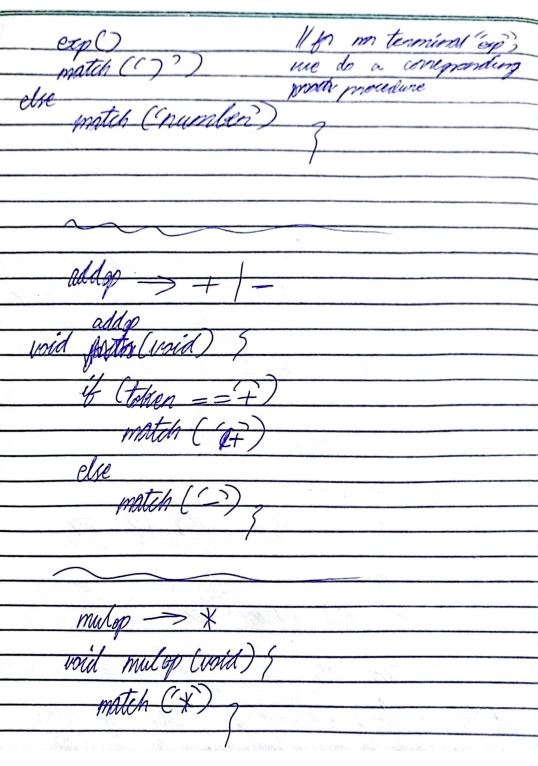 exp()
match (')')
else
match ('number')
}
// for non terminal 'exp',
we do a corresponding
procedure
addop → + | -
addop
void (void) {
if (token == '+')
match ('+')
else
match ('-')
}
mulop → *
void mulop (void) {
match ('*')
}